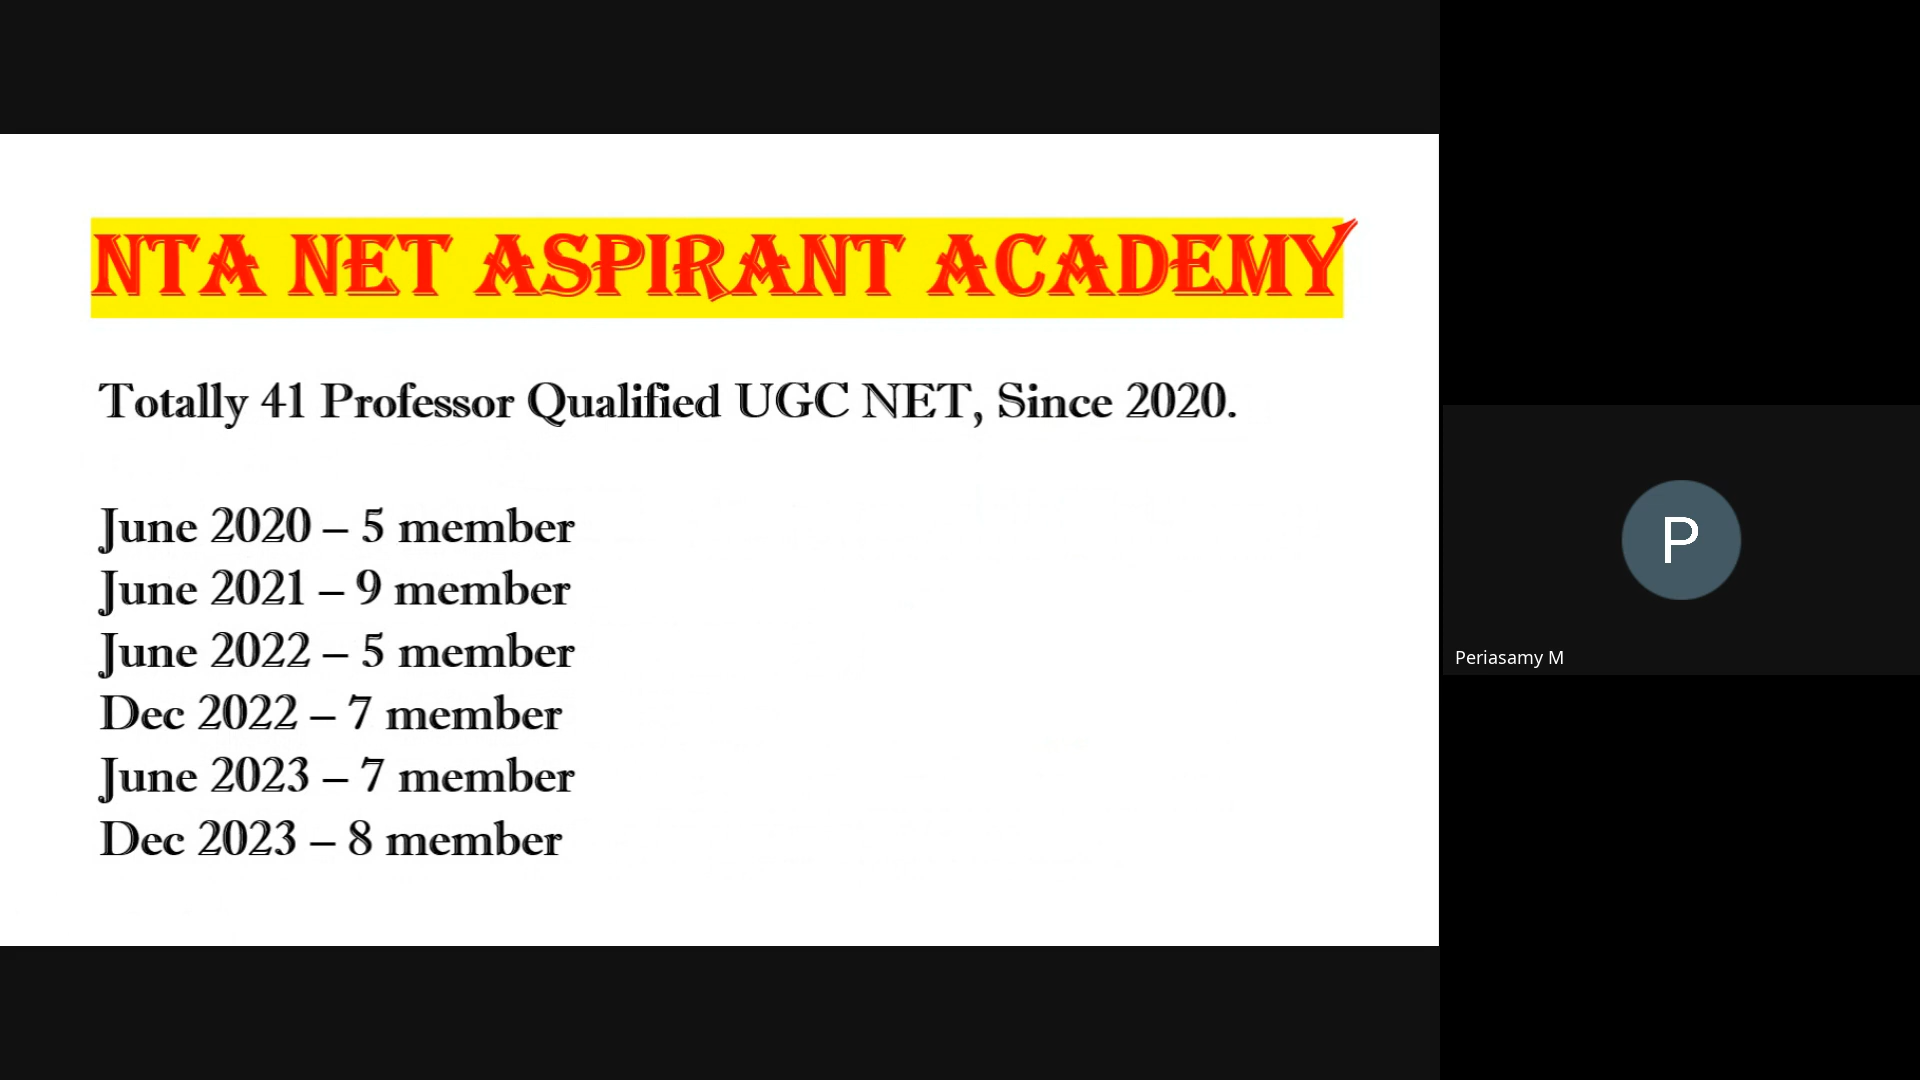 NTA NET ASPIRANT ACADEMY
Totally 41 Professor Qualified UGC NET, Since 2020.
June 2020 – 5 member
June 2021 – 9 member
June 2022 – 5 member
Dec 2022 – 7 member
June 2023 – 7 member
Dec 2023 – 8 member
P
Periasamy M